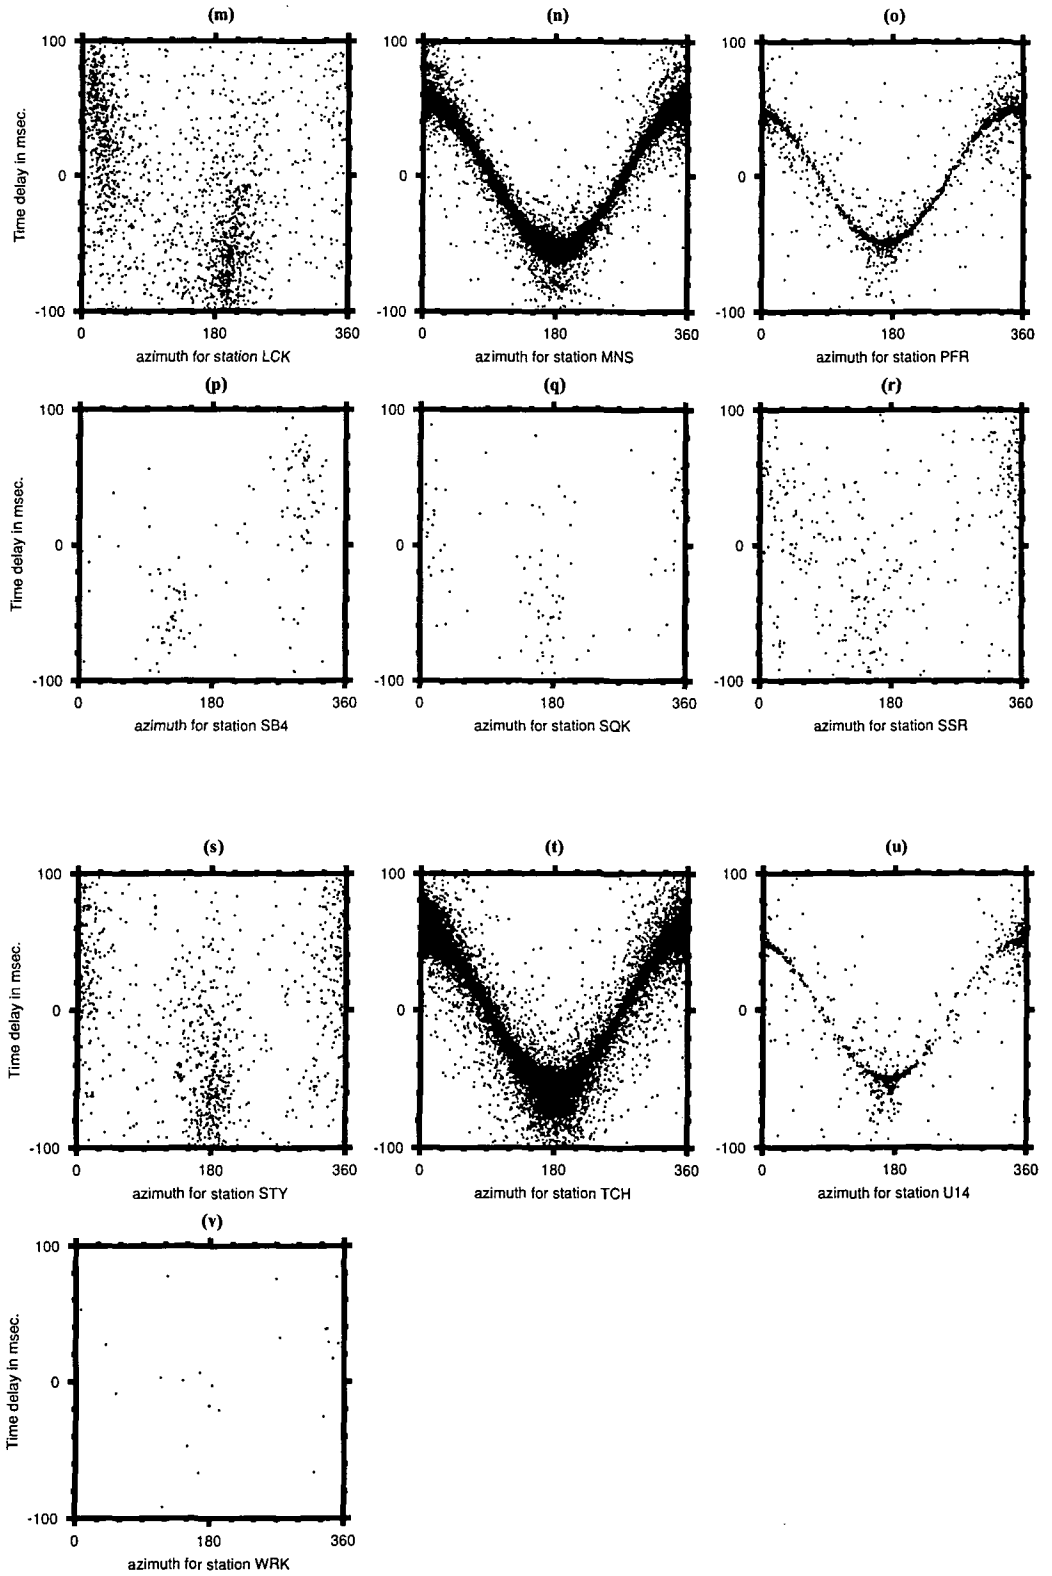 (m) (n) (o)
100 100 100
Time delay in msec.
0 0 0
-100 -100 -100
0 180 360 0 180 360 0 180 360
azimuth for station LCK azimuth for station MNS azimuth for station PFR
(p) (q) (r)
100 100 100
Time delay in msec.
0 0 0
-100 -100 -100
0 180 360 0 180 360 0 180 360
azimuth for station SB4 azimuth for station SQK azimuth for station SSR
(s) (t) (u)
100 100 100
Time delay in msec.
0 0 0
-100 -100 -100
0 180 360 0 180 360 0 180 360
azimuth for station STY azimuth for station TCH azimuth for station U14
(v)
100
Time delay in msec.
0
-100
0 180 360
azimuth for station WRK